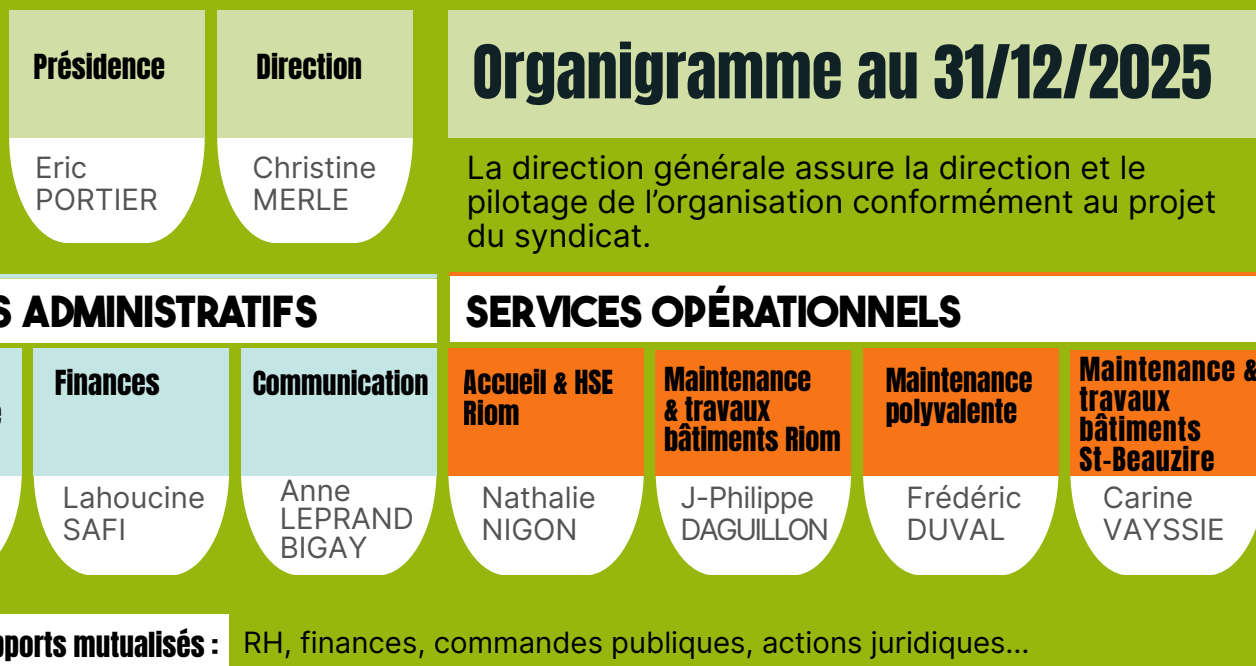 Présidence
Eric
PORTIER
Direction
Christine
MERLE
Organigramme au 31/12/2025
La direction générale assure la direction et le
pilotage de l’organisation conformément au projet
du syndicat.
ADMINISTRATIFS
Finances
Lahoucine
SAFI
Communication
Anne
LEPRAND
BIGAY
SERVICES OPÉRATIONNELS
Accueil & HSE
Riom
Nathalie
NIGON
Maintenance
& travaux
bâtiments Riom
J-Philippe
DAGUILLON
Maintenance
polyvalente
Frédéric
DUVAL
Maintenance &
travaux
bâtiments
St-Beauzire
Carine
VAYSSIE
mutualisés :
RH, finances, commandes publiques, actions juridiques...